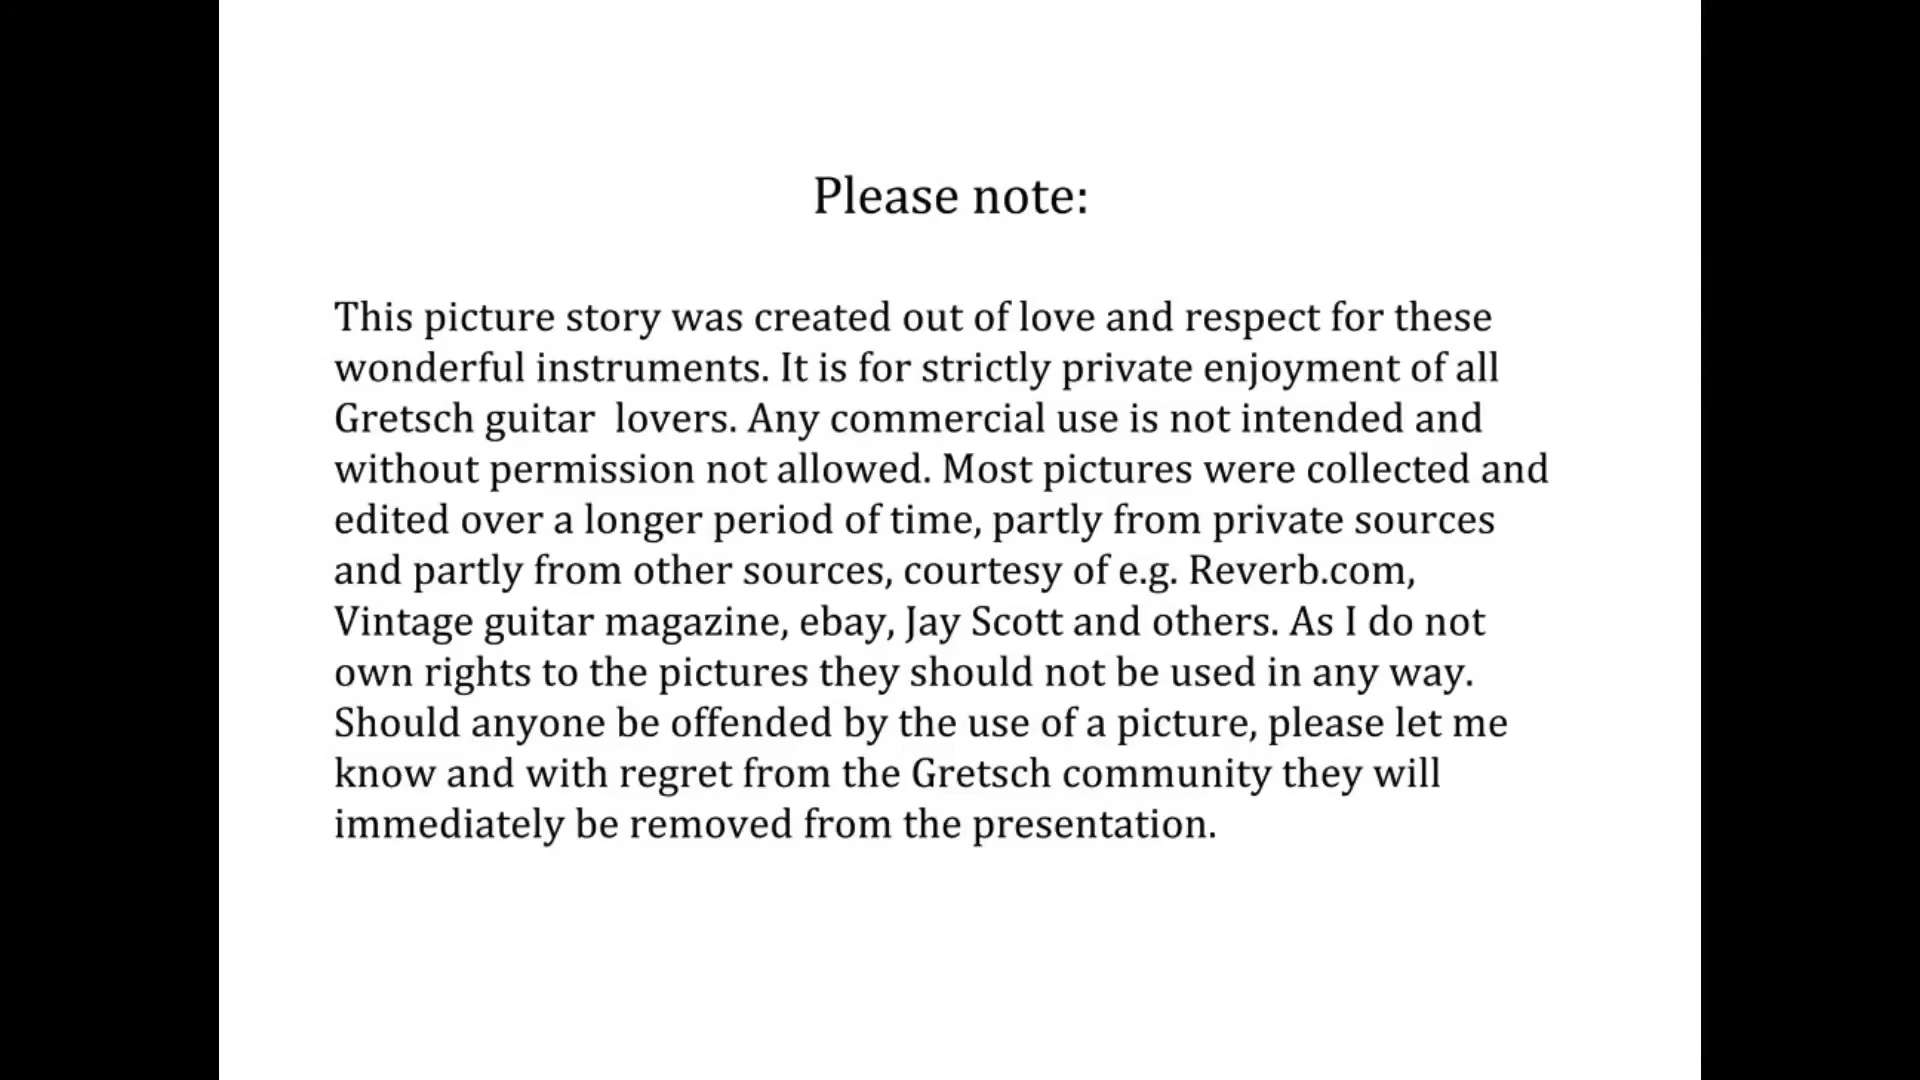 Please note:
This picture story was created out of love and respect for these
wonderful instruments. It is for strictly private enjoyment of all
Gretsch guitar  lovers. Any commercial use is not intended and
without permission not allowed. Most pictures were collected and
edited over a longer period of time, partly from private sources
and partly from other sources, courtesy of e.g. Reverb.com,
Vintage guitar magazine, ebay, Jay Scott and others. As I do not
own rights to the pictures they should not be used in any way.
Should anyone be offended by the use of a picture, please let me
know and with regret from the Gretsch community they will
immediately be removed from the presentation.